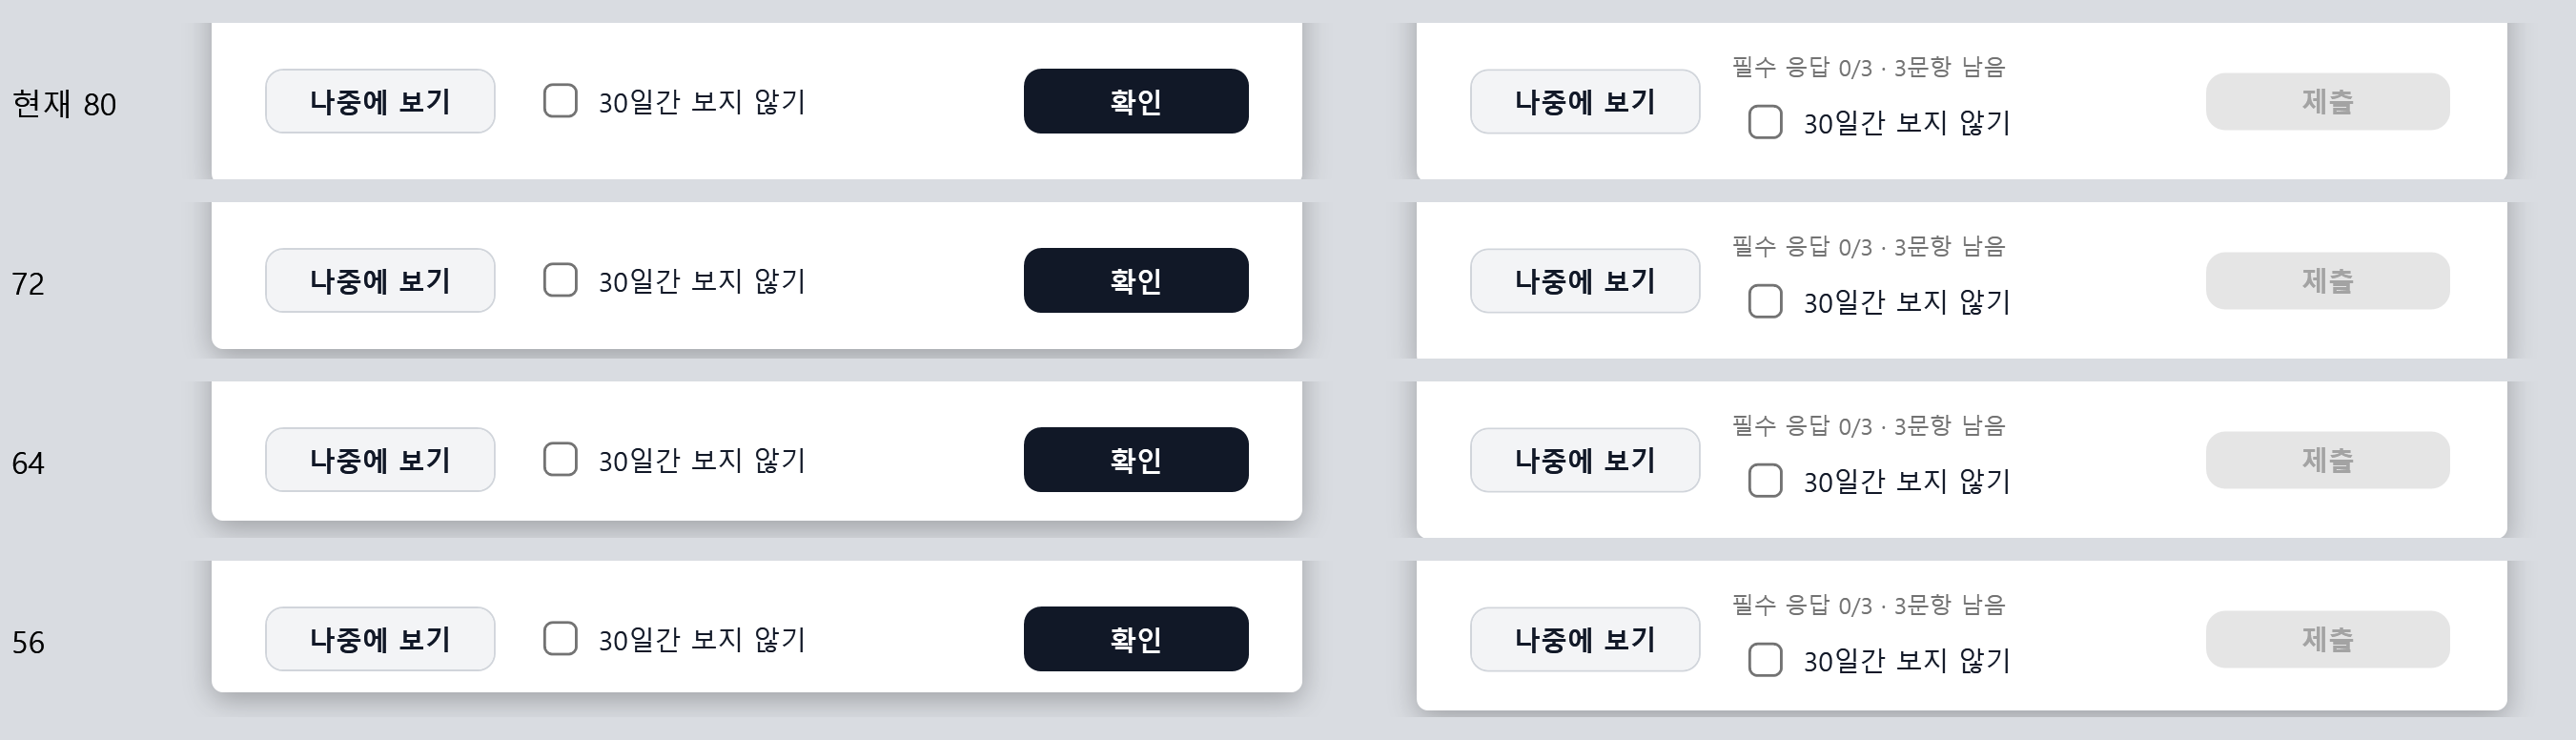 현재 80
나중에 보기
30일간 보지 않기
확인
나중에 보기
필수 응답 0/3 · 3문항 남음
30일간 보지 않기
제출
72
나중에 보기
30일간 보지 않기
확인
나중에 보기
필수 응답 0/3 · 3문항 남음
30일간 보지 않기
제출
64
나중에 보기
30일간 보지 않기
확인
나중에 보기
필수 응답 0/3 · 3문항 남음
30일간 보지 않기
제출
56
나중에 보기
30일간 보지 않기
확인
나중에 보기
필수 응답 0/3 · 3문항 남음
30일간 보지 않기
제출